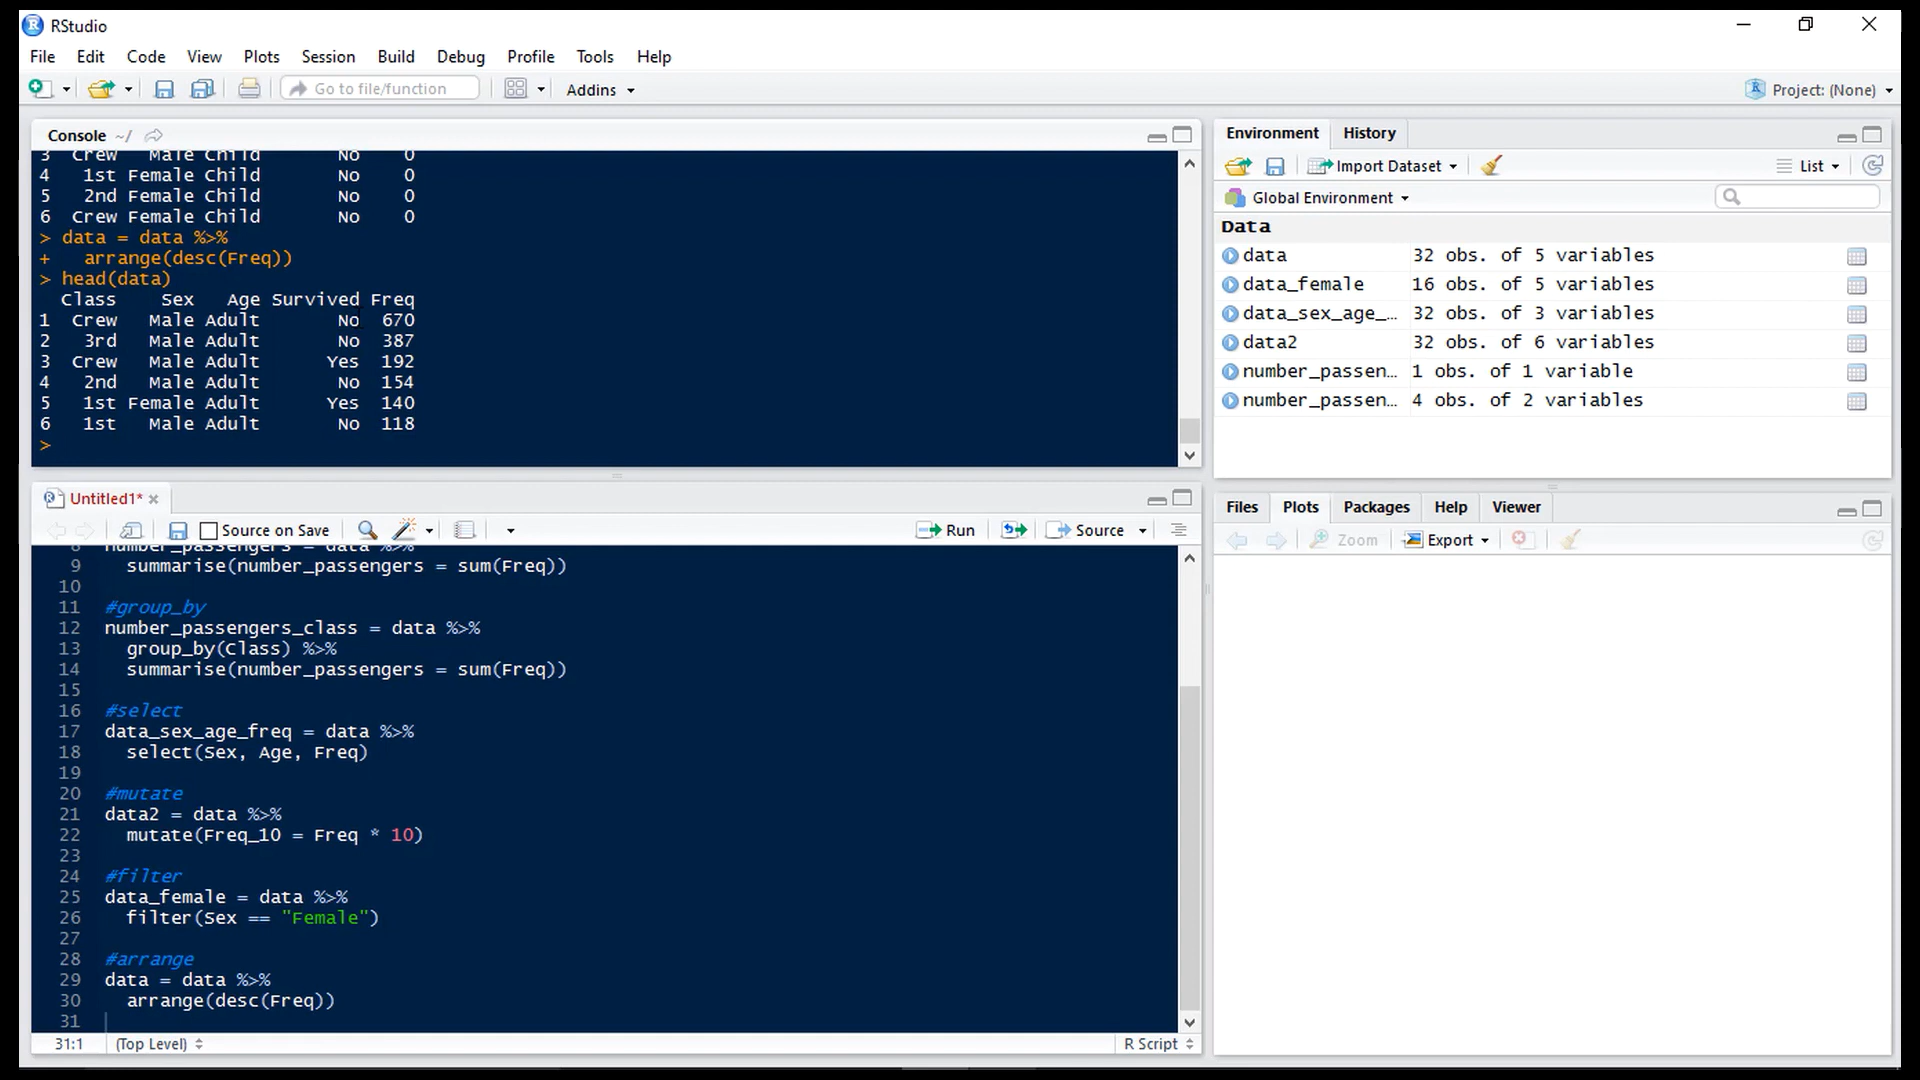 RStudio
File Edit Code View Plots Session Build Debug Profile Tools Help
Go to file/function Addins Project: (None)
Console ~/
3 Crew Male Child No 0
4 1st Female Child No 0
5 2nd Female Child No 0
6 Crew Female Child No 0
> data = data %>%
+ arrange(desc(Freq))
> head(data)
Class Sex Age Survived Freq
1 Crew Male Adult No 670
2 3rd Male Adult No 387
3 Crew Male Adult Yes 192
4 2nd Male Adult No 154
5 1st Female Adult Yes 140
6 1st Male Adult No 118
>
Untitled1*
Source on Save Run Source
8 number_passengers = data %>%
9 summarise(number_passengers = sum(Freq))
10
11 #group_by
12 number_passengers_class = data %>%
13 group_by(Class) %>%
14 summarise(number_passengers = sum(Freq))
15
16 #select
17 data_sex_age_freq = data %>%
18 select(Sex, Age, Freq)
19
20 #mutate
21 data2 = data %>%
22 mutate(Freq_10 = Freq * 10)
23
24 #filter
25 data_female = data %>%
26 filter(Sex == "Female")
27
28 #arrange
29 data = data %>%
30 arrange(desc(Freq))
31
31:1 (Top Level) R Script
Environment History
Import Dataset List
Global Environment
Data
data 32 obs. of 5 variables
data_female 16 obs. of 5 variables
data_sex_age_… 32 obs. of 3 variables
data2 32 obs. of 6 variables
number_passen… 1 obs. of 1 variable
number_passen… 4 obs. of 2 variables
Files Plots Packages Help Viewer
Zoom Export